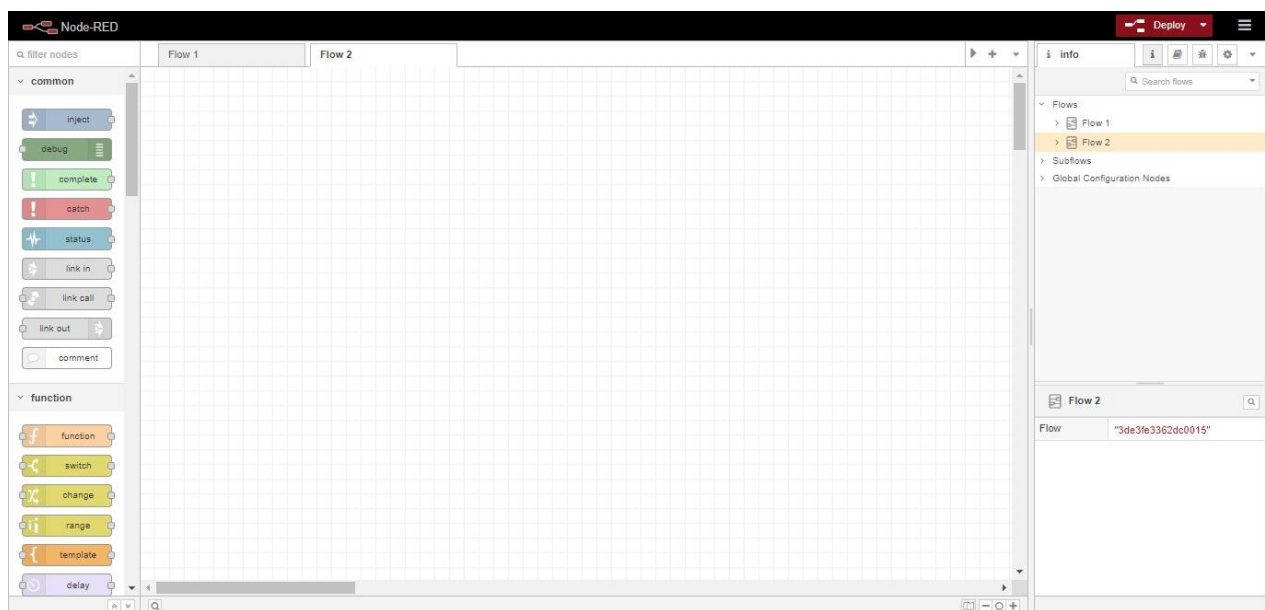 Node-RED
Deploy
filter nodes
Flow 1
Flow 2
i info
Search flows
common
inject
debug
complete
catch
status
link in
link call
link out
comment
function
function
switch
change
range
template
delay
Flows
Flow 1
Flow 2
Subflows
Global Configuration Nodes
Flow 2
Flow "3de3fe3362dc0015"